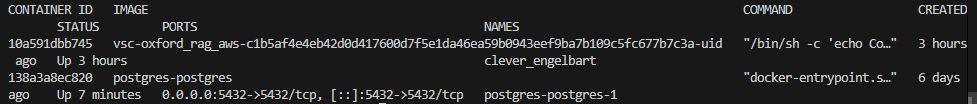 CONTAINER ID IMAGE COMMAND CREATED
STATUS PORTS NAMES
10a591dbb745 vsc-oxford_rag_aws-c1b5af4e4eb42d0d417600d7f5e1da46ea59b0943eef9ba7b109c5fc677b7c3a-uid "/bin/sh -c 'echo Co…" 3 hours
ago Up 3 hours clever_engelbart
138a3a8ec820 postgres-postgres "docker-entrypoint.s…" 6 days
ago Up 7 minutes 0.0.0.0:5432->5432/tcp, [::]:5432->5432/tcp postgres-postgres-1